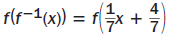 f(f⁻¹(x)) = f(1/7x + 4/7)